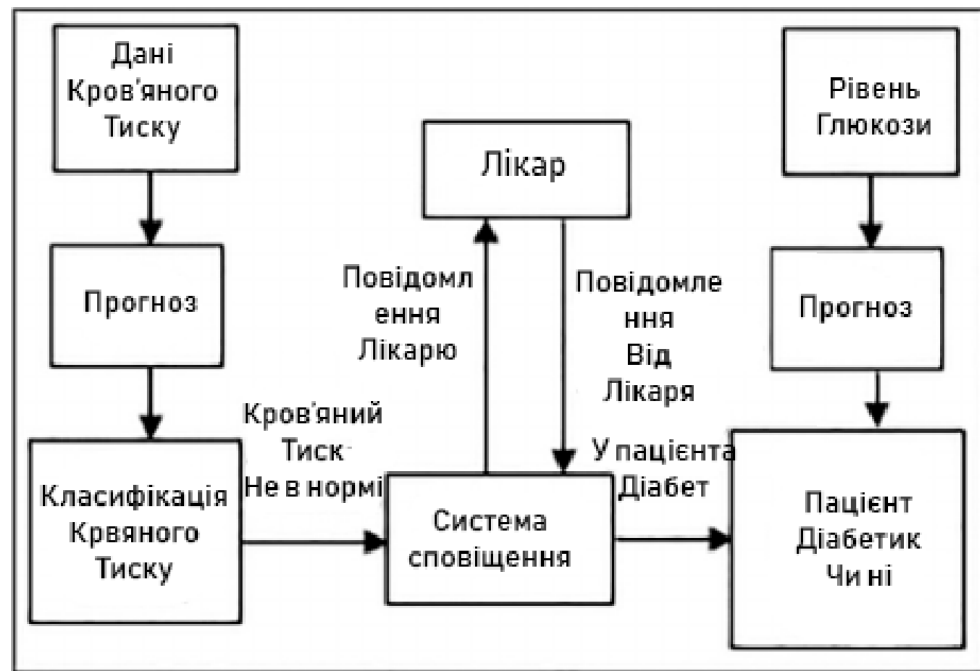 Дані
Кров'яного
Тиску
Рівень
Глюкози
Лікар
Прогноз
Повідомл
ення
Лікарю
Повідомле
ння
Від
Лікаря
Прогноз
Кров'яний
Тиск
Не в нормі
У пацієнта
Діабет
Класифікація
Крвяного
Тиску
Система
сповіщення
Пацієнт
Діабетик
Чи ні